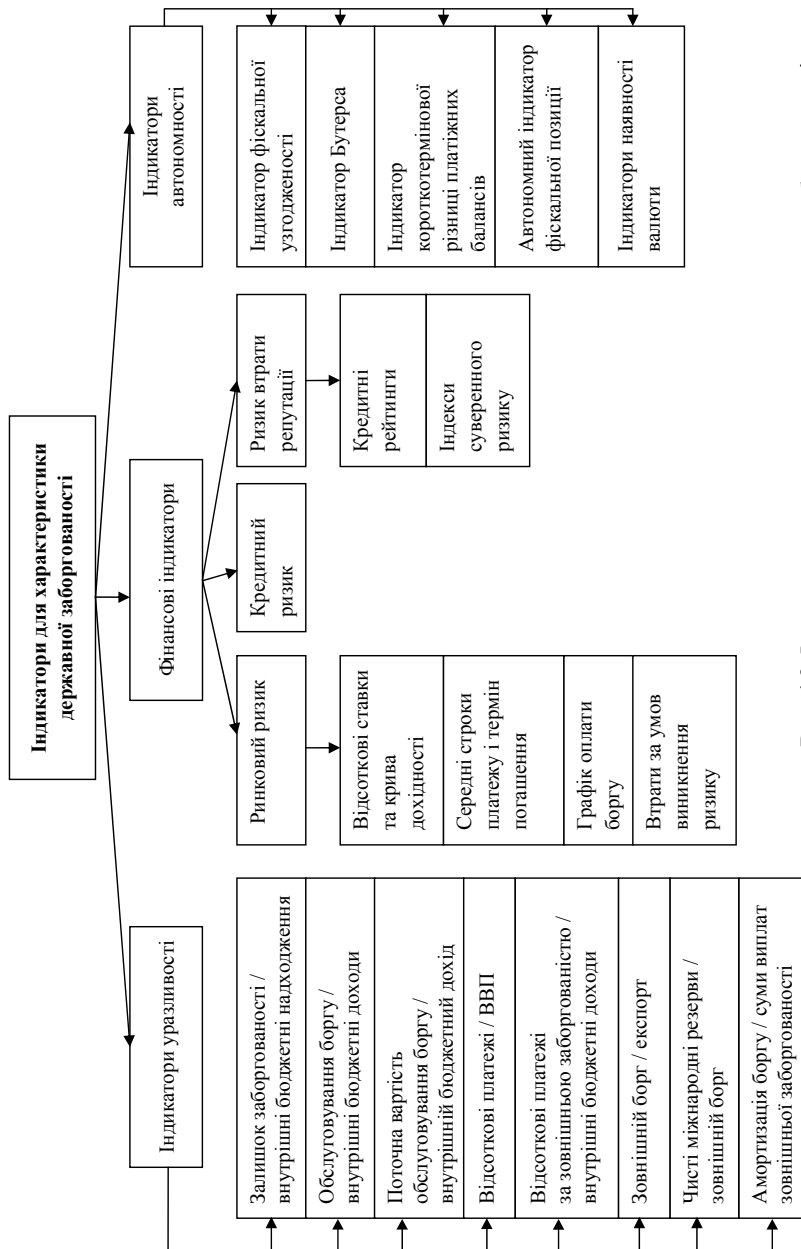 Індикатори для характеристики
державної заборгованості
Індикатори уразливості
Фінансові індикатори
Індикатори
автономності
Залишок заборгованості /
внутрішні бюджетні надходження
Обслуговування боргу /
внутрішні бюджетні доходи
Поточна вартість
обслуговування боргу /
внутрішній бюджетний дохід
Відсоткові платежі / ВВП
Відсоткові платежі
за зовнішньою заборгованістю /
внутрішні бюджетні доходи
Зовнішній борг / експорт
Чисті міжнародні резерви /
зовнішній борг
Амортизація боргу / суми виплат
зовнішньої заборгованості
Ринковий ризик
Відсоткові ставки
та крива
дохідності
Середні строки
платежу і термін
погашення
Графік оплати
боргу
Втрати за умов
виникнення
ризику
Кредитний
ризик
Ризик втрати
репутації
Кредитні
рейтинги
Індекси
суверенного
ризику
Індикатор фіскальної
узгодженості
Індикатор Бутерса
Індикатор
короткотермінової
різниці платіжних
балансів
Автономний індикатор
фіскальної позиції
Індикатори наявності
валюти